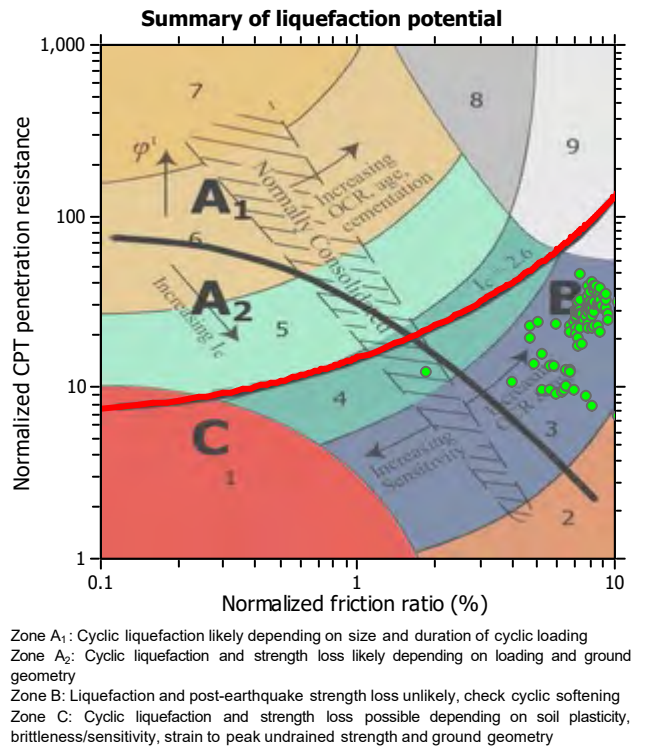 Summary of liquefaction potential
Normalized CPT penetration resistance
1,000
100
10
1
0.1
1
10
Normalized friction ratio (%)
7
8
9
φ'
A1
Increasing
OCR, age,
cementation
Normally Consolidated
6
A2
Increasing Ic
5
Ic = 2.6
B
4
C
1
Increasing
Sensitivity
Increasing
3
2
Zone A1: Cyclic liquefaction likely depending on size and duration of cyclic loading
Zone A2: Cyclic liquefaction and strength loss likely depending on loading and ground
geometry
Zone B: Liquefaction and post-earthquake strength loss unlikely, check cyclic softening
Zone C: Cyclic liquefaction and strength loss possible depending on soil plasticity,
brittleness/sensitivity, strain to peak undrained strength and ground geometry